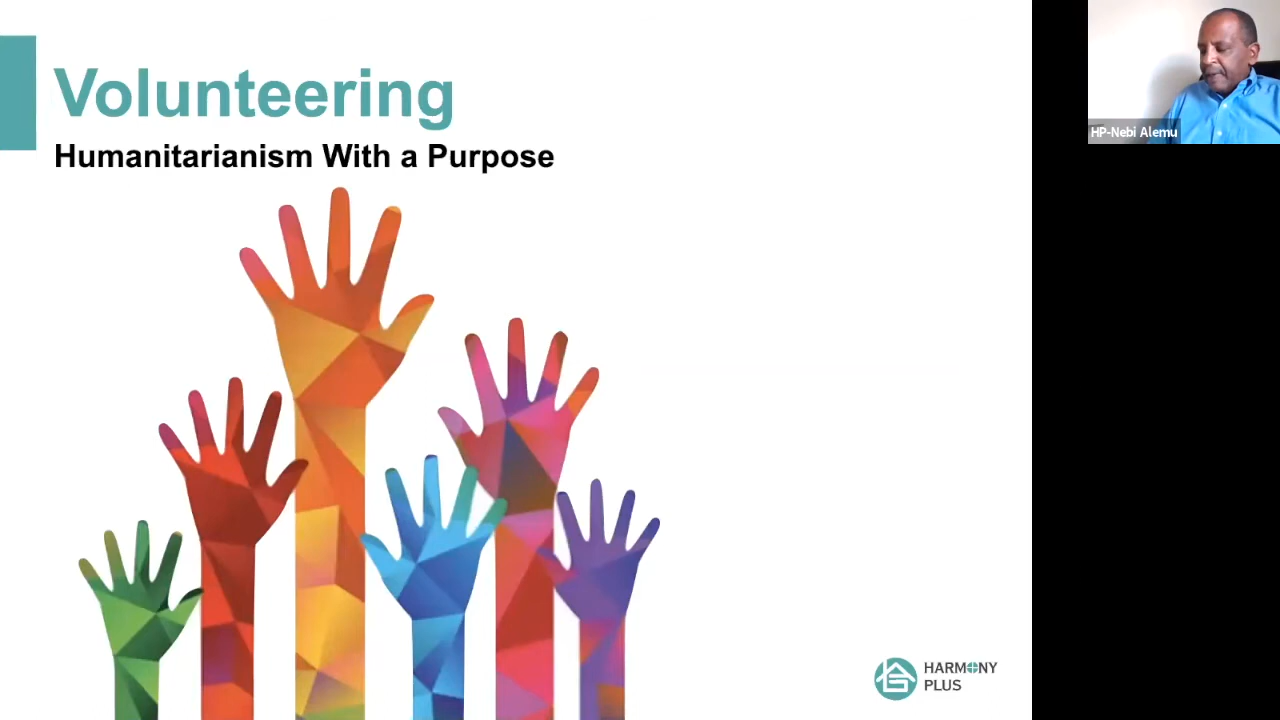 Volunteering
Humanitarianism With a Purpose
HP-Nebi Alemu
HARMONY
PLUS